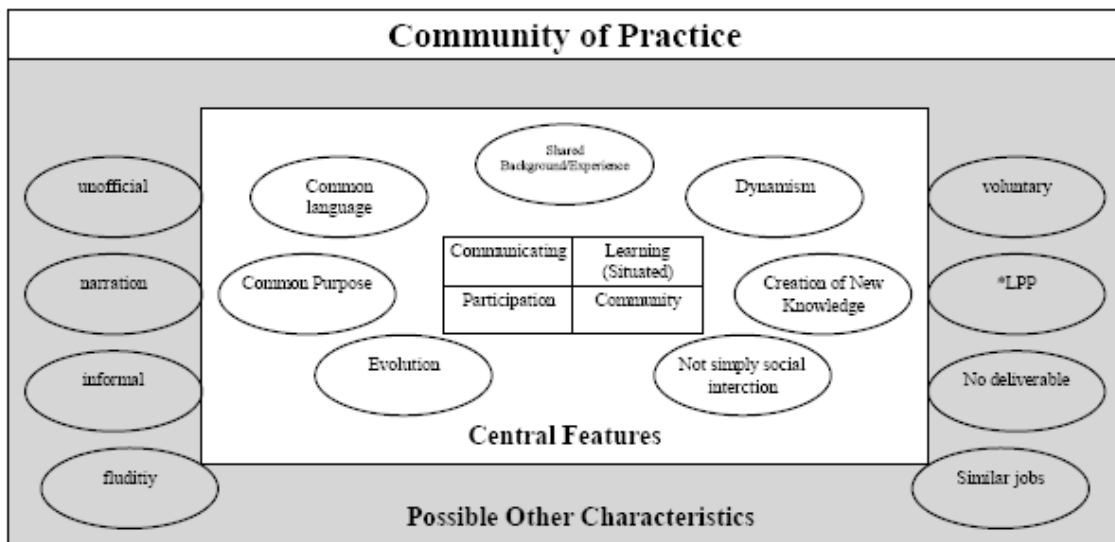 Community of Practice
Shared
Background/Experience
unofficial
Common
language
Dynamism
voluntary
Communicating
Learning
(Situated)
narration
Common Purpose
Participation
Community
Creation of New
Knowledge
*LPP
informal
Evolution
Not simply social
interction
No deliverable
Central Features
fluditiy
Similar jobs
Possible Other Characteristics